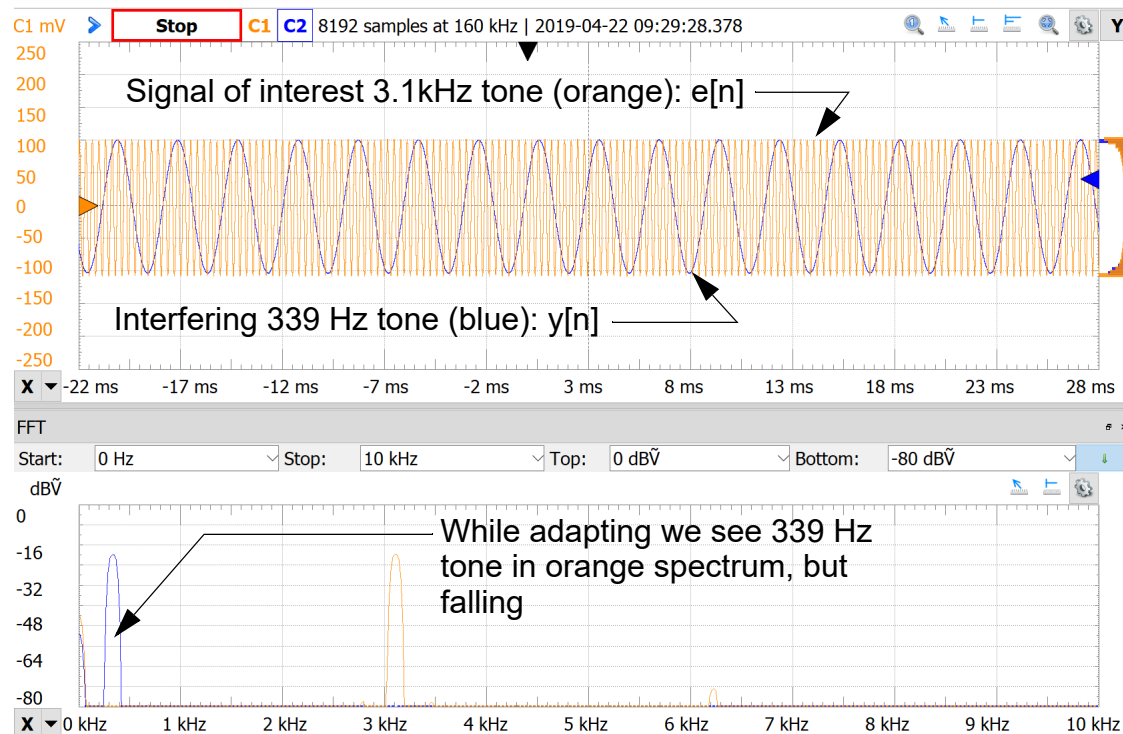 C1 mV Stop C1 C2 8192 samples at 160 kHz | 2019-04-22 09:29:28.378 Y
250
200
Signal of interest 3.1kHz tone (orange): e[n]
150
100
50
0
-50
-100
-150
Interfering 339 Hz tone (blue): y[n]
-200
-250
X -22 ms -17 ms -12 ms -7 ms -2 ms 3 ms 8 ms 13 ms 18 ms 23 ms 28 ms
FFT
Start: 0 Hz Stop: 10 kHz Top: 0 dBṼ Bottom: -80 dBṼ
dBṼ
0
While adapting we see 339 Hz
-16
tone in orange spectrum, but
-32
falling
-48
-64
-80
X 0 kHz 1 kHz 2 kHz 3 kHz 4 kHz 5 kHz 6 kHz 7 kHz 8 kHz 9 kHz 10 kHz